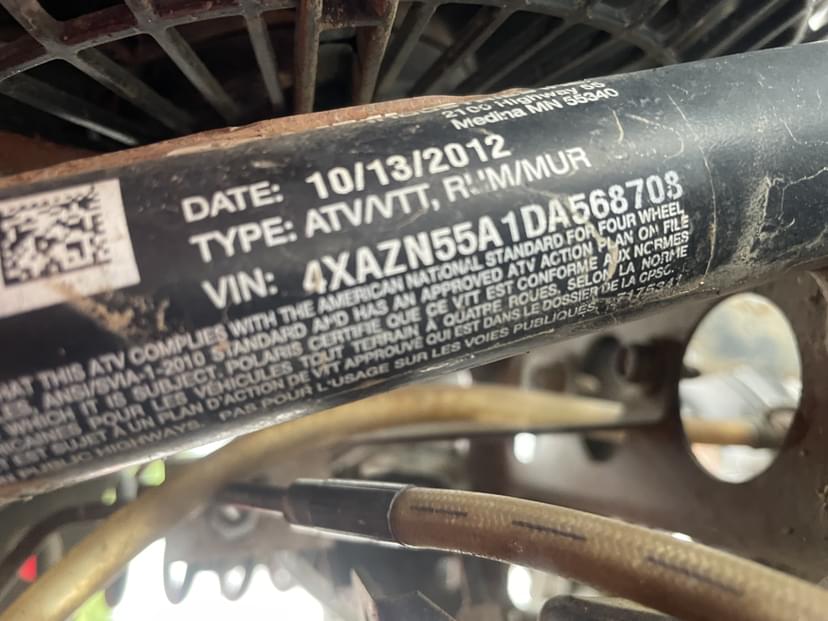 2100 Highway 55
Medina MN 55340
DATE: 10/13/2012
TYPE: ATV/VTT, RUM/MUR
VIN: 4XAZN55A1DA568708
THAT THIS ATV COMPLIES WITH THE AMERICAN NATIONAL STANDARD FOR FOUR WHEEL
ANSI/SVIA-1-2010 STANDARD AND HAS AN APPROVED ATV ACTION PLAN ON FILE
WHICH IT IS SUBJECT. POLARIS CERTIFIE QUE CE VTT EST CONFORME AUX NORMES
POUR LES VÉHICULES TOUT TERRAIN À QUATRE ROUES, SELON LA NORME
EST SUJET À UN PLAN D'ACTION DE VTT APPROUVÉ QUI EST DANS LE DOSSIER DE LA CPSC.
PUBLIC HIGHWAYS. PAS POUR L'USAGE SUR LES VOIES PUBLIQUES.